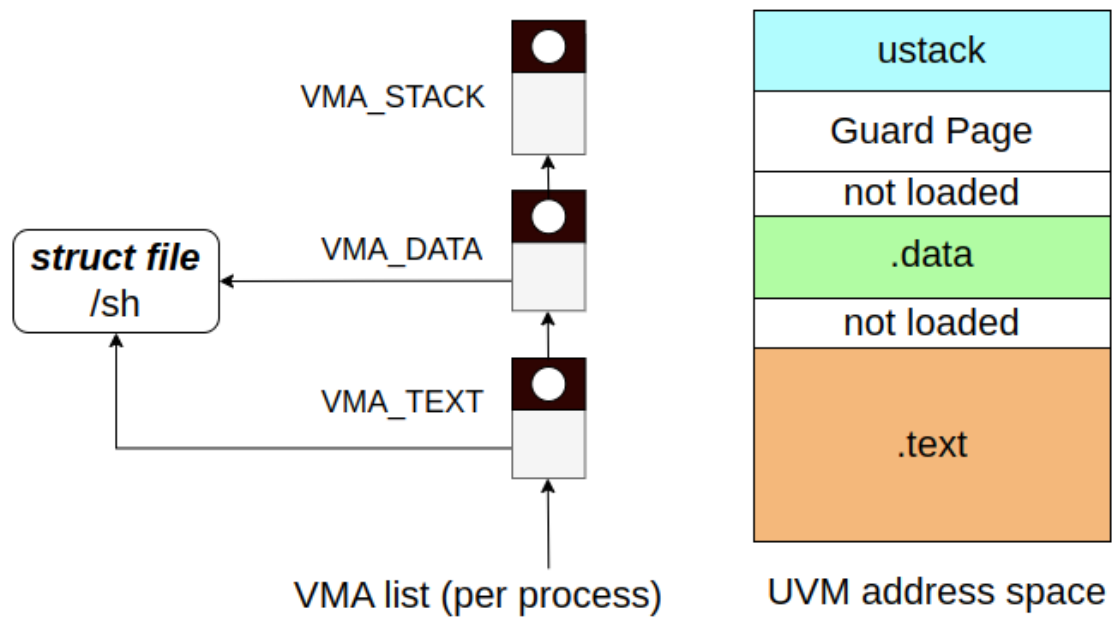 VMA_STACK
VMA_DATA
struct file
/sh
VMA_TEXT
VMA list (per process)
ustack
Guard Page
not loaded
.data
not loaded
.text
UVM address space